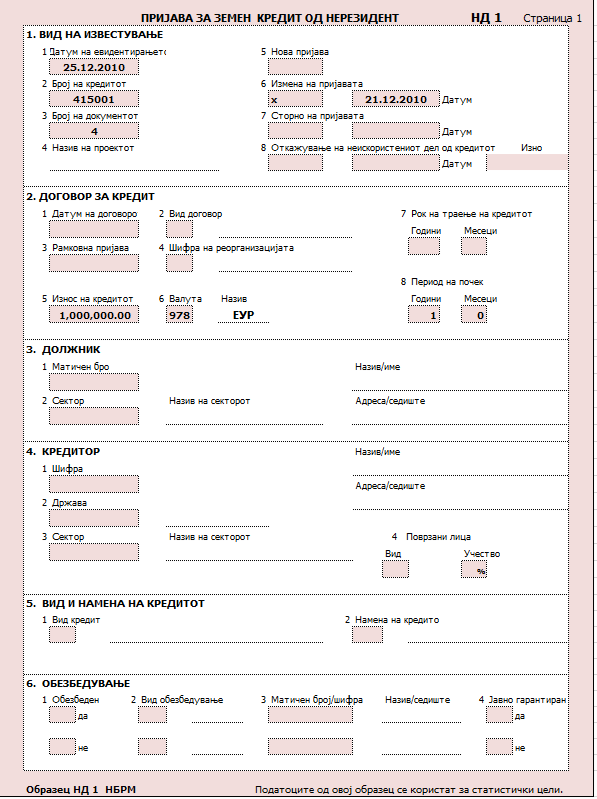 ПРИЈАВА ЗА ЗЕМЕН КРЕДИТ ОД НЕРЕЗИДЕНТ НД 1 Страница 1
1. ВИД НА ИЗВЕСТУВАЊЕ
1 Датум на евидентирањето 5 Нова пријава
25.12.2010
2 Број на кредитот 6 Измена на пријавата
415001 x 21.12.2010 Датум
3 Број на документот 7 Сторно на пријавата
4 Датум
4 Назив на проектот 8 Откажување на неискористениот дел од кредитот Изно
Датум
2. ДОГОВОР ЗА КРЕДИТ
1 Датум на договоро 2 Вид договор 7 Рок на траење на кредитот
Години Месеци
3 Рамковна пријава 4 Шифра на реорганизацијата
8 Период на почек
5 Износ на кредитот 6 Валута Назив Години Месеци
1,000,000.00 978 ЕУР 1 0
3. ДОЛЖНИК
1 Матичен бро Назив/име
2 Сектор Назив на секторот Адреса/седиште
4. КРЕДИТОР Назив/име
1 Шифра
Адреса/седиште
2 Држава
3 Сектор Назив на секторот 4 Поврзани лица
Вид Учество
%
5. ВИД И НАМЕНА НА КРЕДИТОТ
1 Вид кредит 2 Намена на кредито
6. ОБЕЗБЕДУВАЊЕ
1 Обезбеден 2 Вид обезбедување 3 Матичен број/шифра Назив/седиште 4 Јавно гарантиран
да да
не не
Образец НД 1 НБРМ Податоците од овој образец се користат за статистички цели.